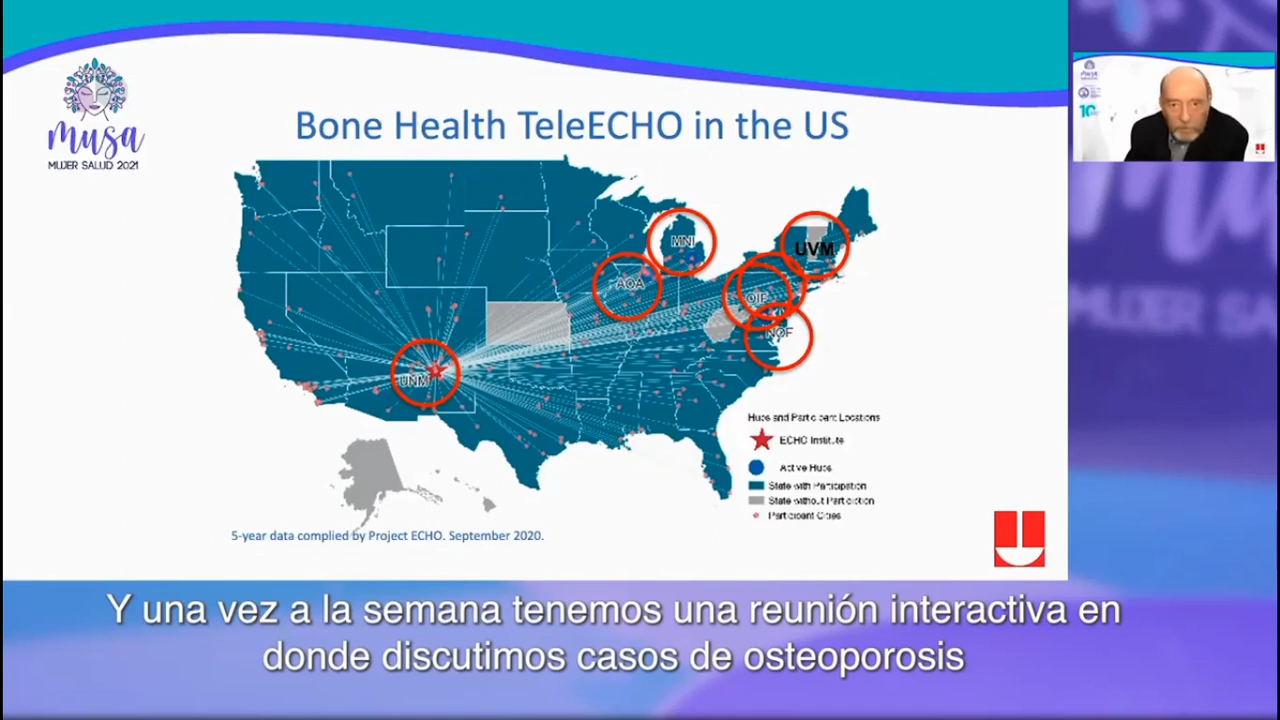 musa
MUJER SALUD 2021
Bone Health TeleECHO in the US
MNI
UVM
AOA
OIF
NOF
UNM
Hubs and Participant Locations
ECHO Institute
Active Hubs
State with Participation
State without Participation
Participant Cities
5-year data complied by Project ECHO. September 2020.
Y una vez a la semana tenemos una reunión interactiva en
donde discutimos casos de osteoporosis